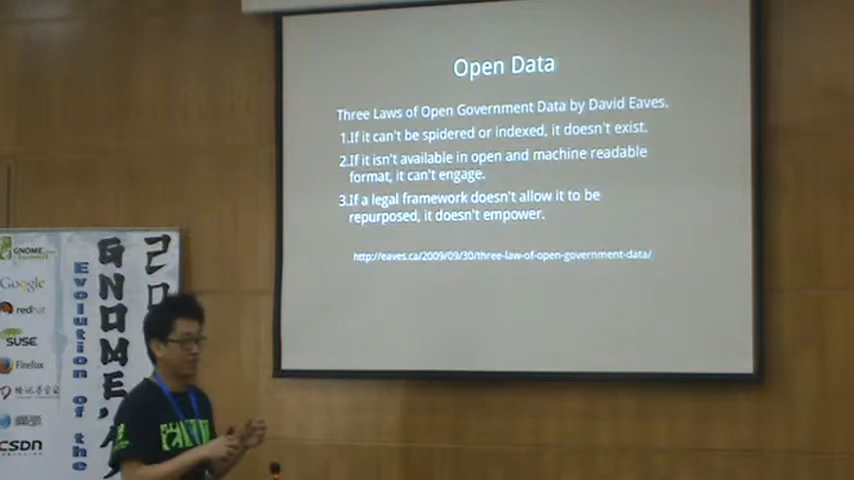 Open Data
Three Laws of Open Government Data by David Eaves.
1.If it can't be spidered or indexed, it doesn't exist.
2.If it isn't available in open and machine readable
format, it can't engage.
3.If a legal framework doesn't allow it to be
repurposed, it doesn't empower.
http://eaves.ca/2009/09/30/three-law-of-open-government-data/
GNOME
Google
redhat
SUSE
Firefox
CSDN
Evolution of the
GNOME